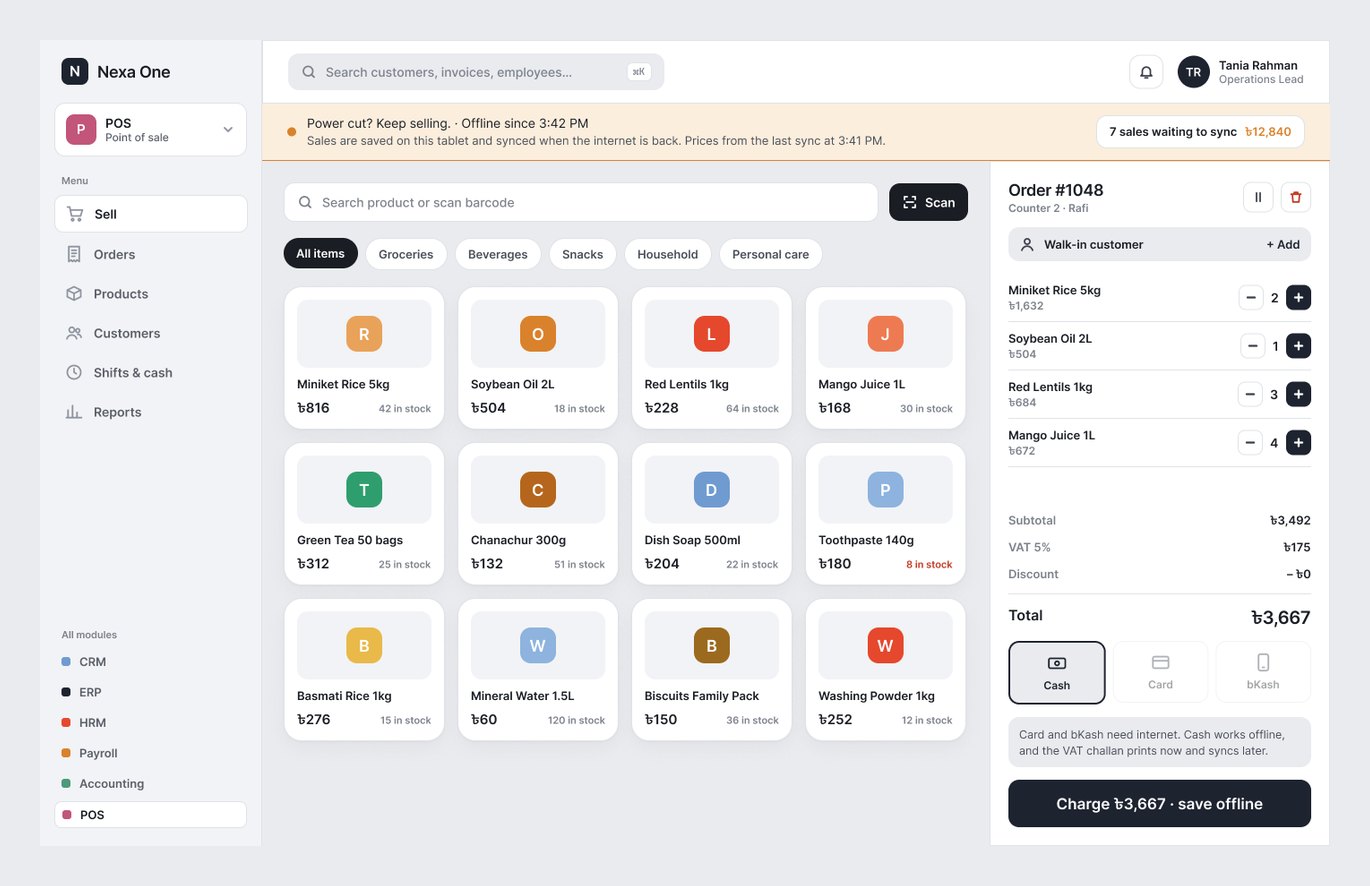 N Nexa One
Search customers, invoices, employees... ⌘K
TR Tania Rahman
Operations Lead
P POS
Point of sale
Menu
Sell
Orders
Products
Customers
Shifts & cash
Reports
All modules
CRM
ERP
HRM
Payroll
Accounting
POS
Power cut? Keep selling. · Offline since 3:42 PM
Sales are saved on this tablet and synced when the internet is back. Prices from the last sync at 3:41 PM.
7 sales waiting to sync ৳12,840
Search product or scan barcode
Scan
All items Groceries Beverages Snacks Household Personal care
R
Miniket Rice 5kg
৳816 42 in stock
O
Soybean Oil 2L
৳504 18 in stock
L
Red Lentils 1kg
৳228 64 in stock
J
Mango Juice 1L
৳168 30 in stock
T
Green Tea 50 bags
৳312 25 in stock
C
Chanachur 300g
৳132 51 in stock
D
Dish Soap 500ml
৳204 22 in stock
P
Toothpaste 140g
৳180 8 in stock
B
Basmati Rice 1kg
৳276 15 in stock
W
Mineral Water 1.5L
৳60 120 in stock
B
Biscuits Family Pack
৳150 36 in stock
W
Washing Powder 1kg
৳252 12 in stock
Order #1048
Counter 2 · Rafi
Walk-in customer + Add
Miniket Rice 5kg
৳1,632
− 2 +
Soybean Oil 2L
৳504
− 1 +
Red Lentils 1kg
৳684
− 3 +
Mango Juice 1L
৳672
− 4 +
Subtotal ৳3,492
VAT 5% ৳175
Discount – ৳0
Total ৳3,667
Cash Card bKash
Card and bKash need internet. Cash works offline,
and the VAT challan prints now and syncs later.
Charge ৳3,667 · save offline